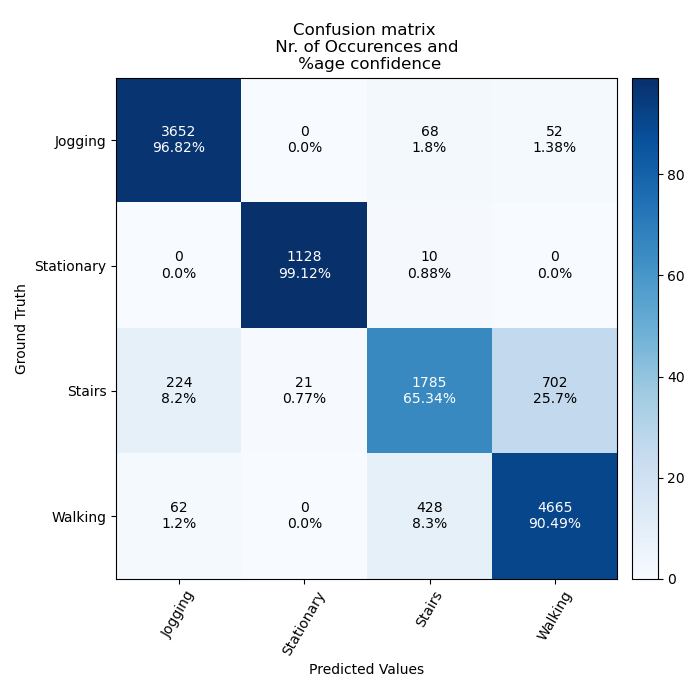 Confusion matrix
Nr. of Occurences and
%age confidence
Jogging
3652
96.82%
0
0.0%
68
1.8%
52
1.38%
Stationary
0
0.0%
1128
99.12%
10
0.88%
0
0.0%
Stairs
224
8.2%
21
0.77%
1785
65.34%
702
25.7%
Walking
62
1.2%
0
0.0%
428
8.3%
4665
90.49%
Ground Truth
Jogging
Stationary
Stairs
Walking
Predicted Values
80
60
40
20
0